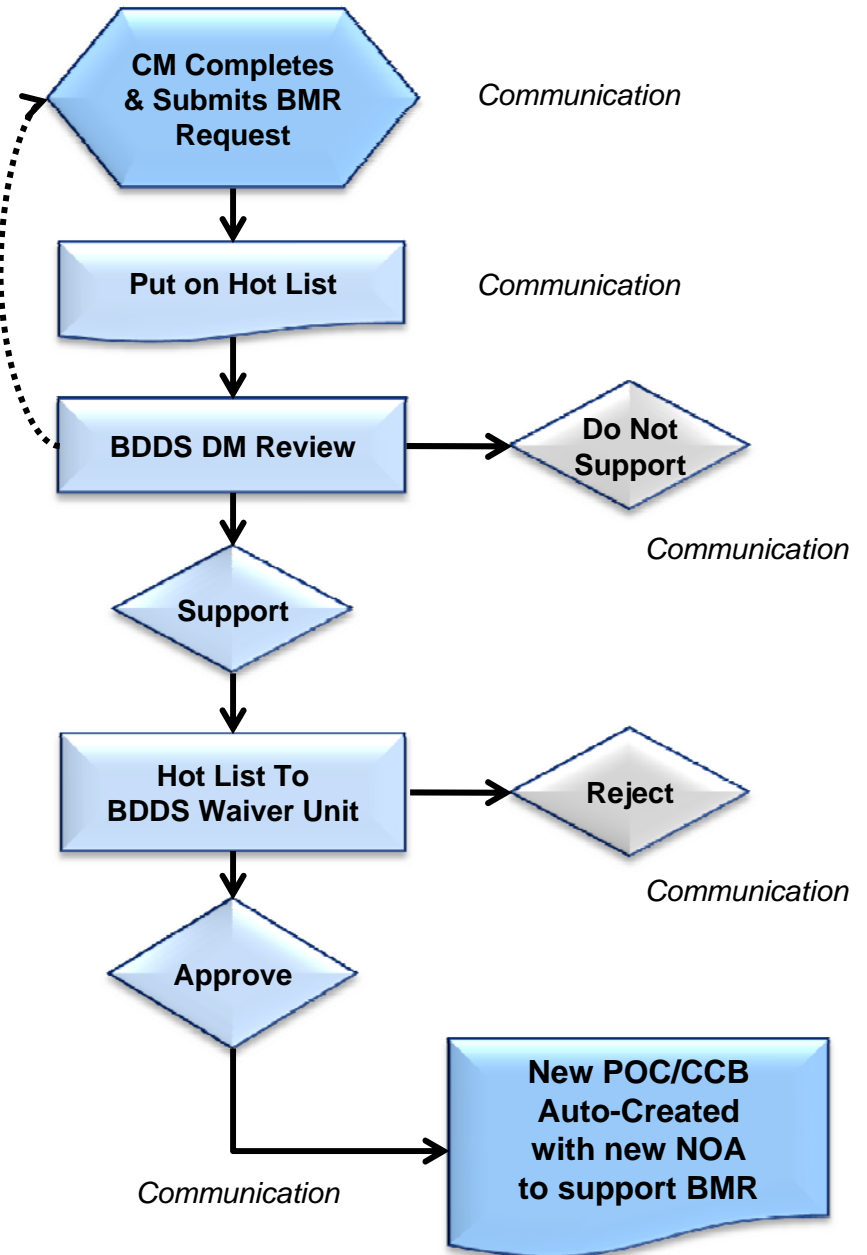 CM Completes
& Submits BMR
Request
Communication
Put on Hot List
Communication
BDDS DM Review
Do Not
Support
Communication
Support
Hot List To
BDDS Waiver Unit
Reject
Communication
Approve
New POC/CCB
Auto-Created
with new NOA
to support BMR
Communication